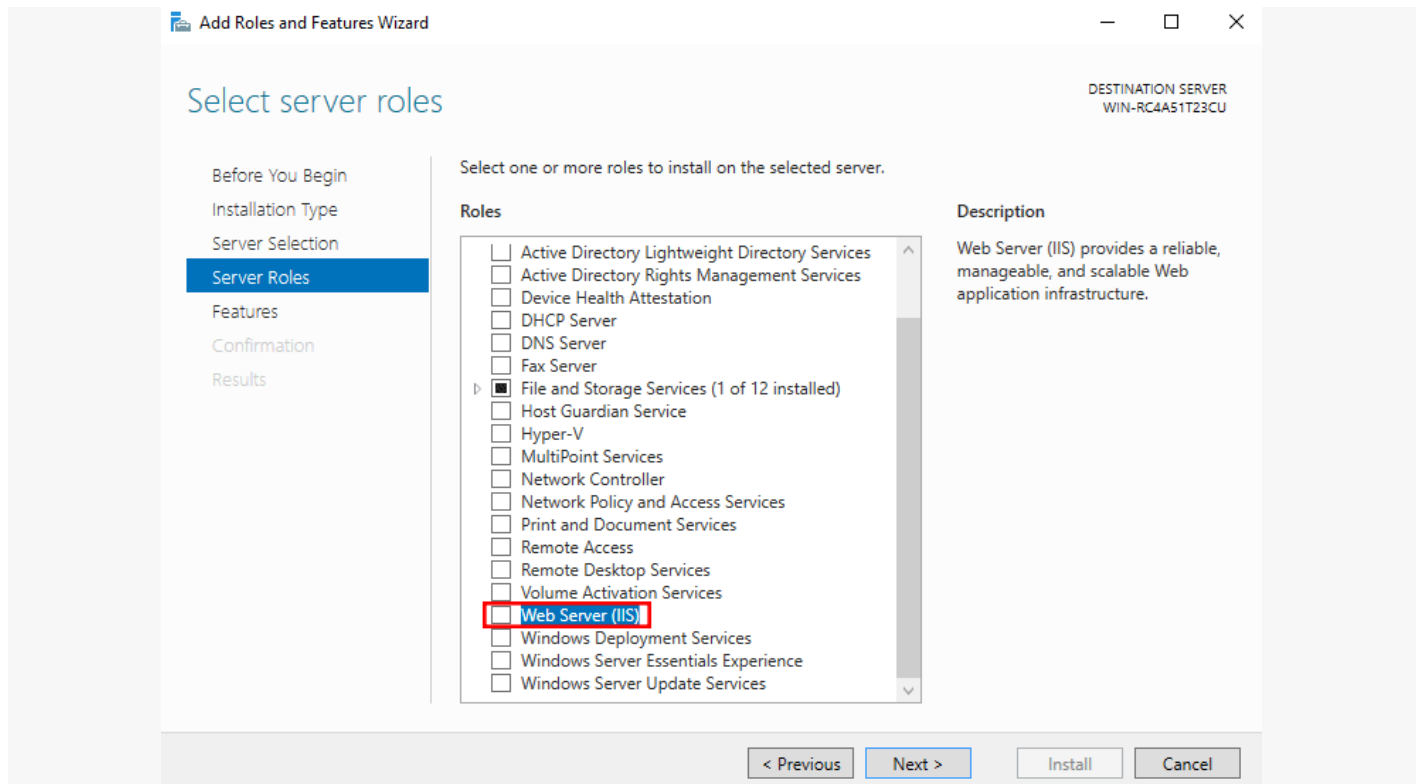 Add Roles and Features Wizard
Select server roles
DESTINATION SERVER
WIN-RC4A51T23CU
Before You Begin
Installation Type
Server Selection
Server Roles
Features
Confirmation
Results
Select one or more roles to install on the selected server.
Roles
Active Directory Lightweight Directory Services
Active Directory Rights Management Services
Device Health Attestation
DHCP Server
DNS Server
Fax Server
File and Storage Services (1 of 12 installed)
Host Guardian Service
Hyper-V
MultiPoint Services
Network Controller
Network Policy and Access Services
Print and Document Services
Remote Access
Remote Desktop Services
Volume Activation Services
Web Server (IIS)
Windows Deployment Services
Windows Server Essentials Experience
Windows Server Update Services
Description
Web Server (IIS) provides a reliable,
manageable, and scalable Web
application infrastructure.
< Previous
Next >
Install
Cancel